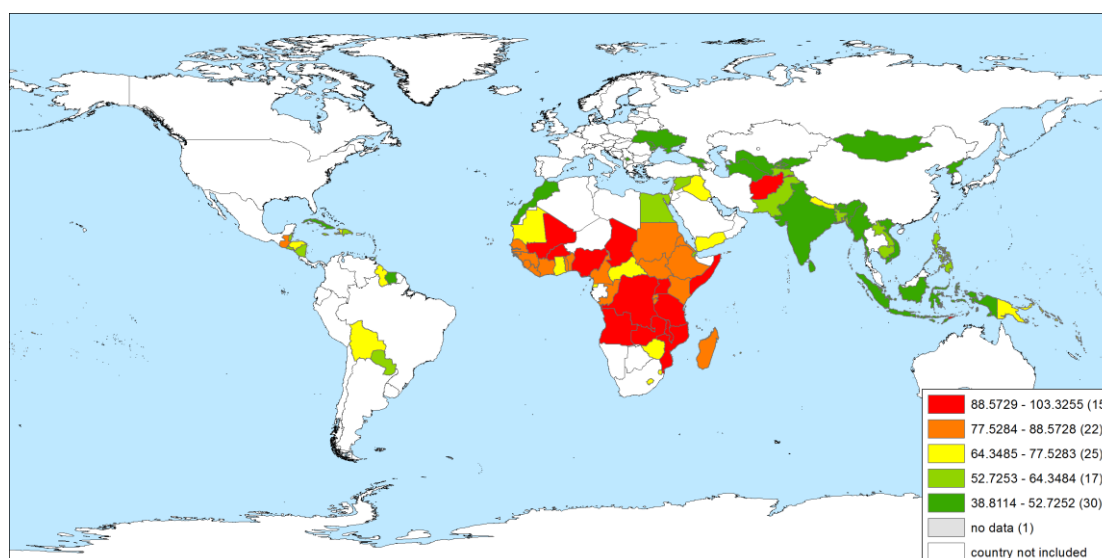 88.5729 - 103.3255 (15
77.5284 - 88.5728 (22)
64.3485 - 77.5283 (25)
52.7253 - 64.3484 (17)
38.8114 - 52.7252 (30)
no data (1)
country not included